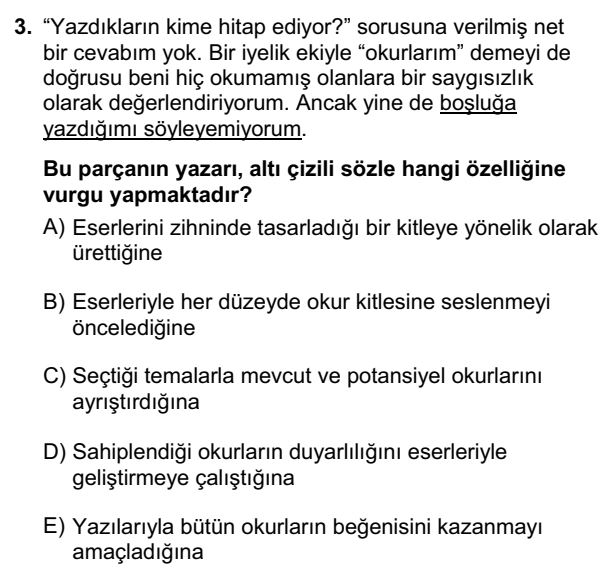 3. “Yazdıkların kime hitap ediyor?” sorusuna verilmiş net
bir cevabım yok. Bir iyelik ekiyle “okurlarım” demeyi de
doğrusu beni hiç okumamış olanlara bir saygısızlık
olarak değerlendiriyorum. Ancak yine de boşluğa
yazdığımı söyleyemiyorum.
Bu parçanın yazarı, altı çizili sözle hangi özelliğine
vurgu yapmaktadır?
A) Eserlerini zihninde tasarladığı bir kitleye yönelik olarak
ürettiğine
B) Eserleriyle her düzeyde okur kitlesine seslenmeyi
öncelediğine
C) Seçtiği temalarla mevcut ve potansiyel okurlarını
ayrıştırdığına
D) Sahiplendiği okurların duyarlılığını eserleriyle
geliştirmeye çalıştığına
E) Yazılarıyla bütün okurların beğenisini kazanmayı
amaçladığına